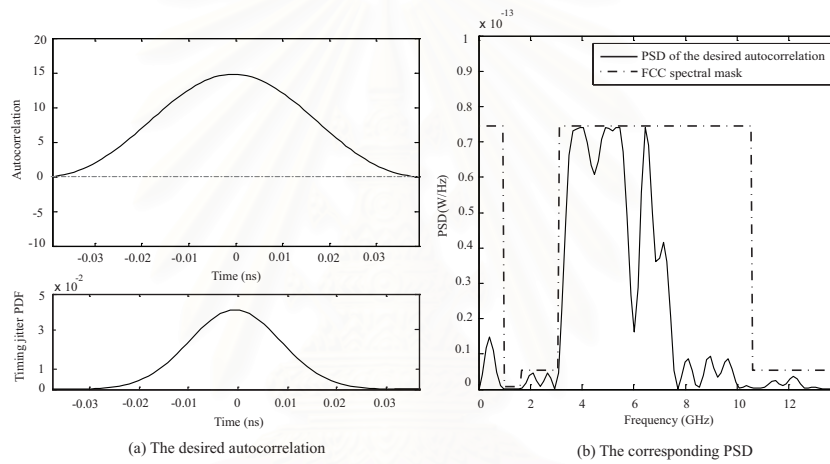 20
15
10
5
0
-5
-10
Autocorrelation
-0.03 -0.02 -0.01 0 0.01 0.02 0.03
Time (ns)
x 10^-2
5
3
1
0
Timing jitter PDF
-0.03 -0.02 -0.01 0 0.01 0.02 0.03
Time (ns)
(a) The desired autocorrelation
x 10^-13
1
0.9
0.8
0.7
0.6
0.5
0.4
0.3
0.2
0.1
0
PSD(W/Hz)
PSD of the desired autocorrelation
FCC spectral mask
0 2 4 6 8 10 12
Frequency (GHz)
(b) The corresponding PSD